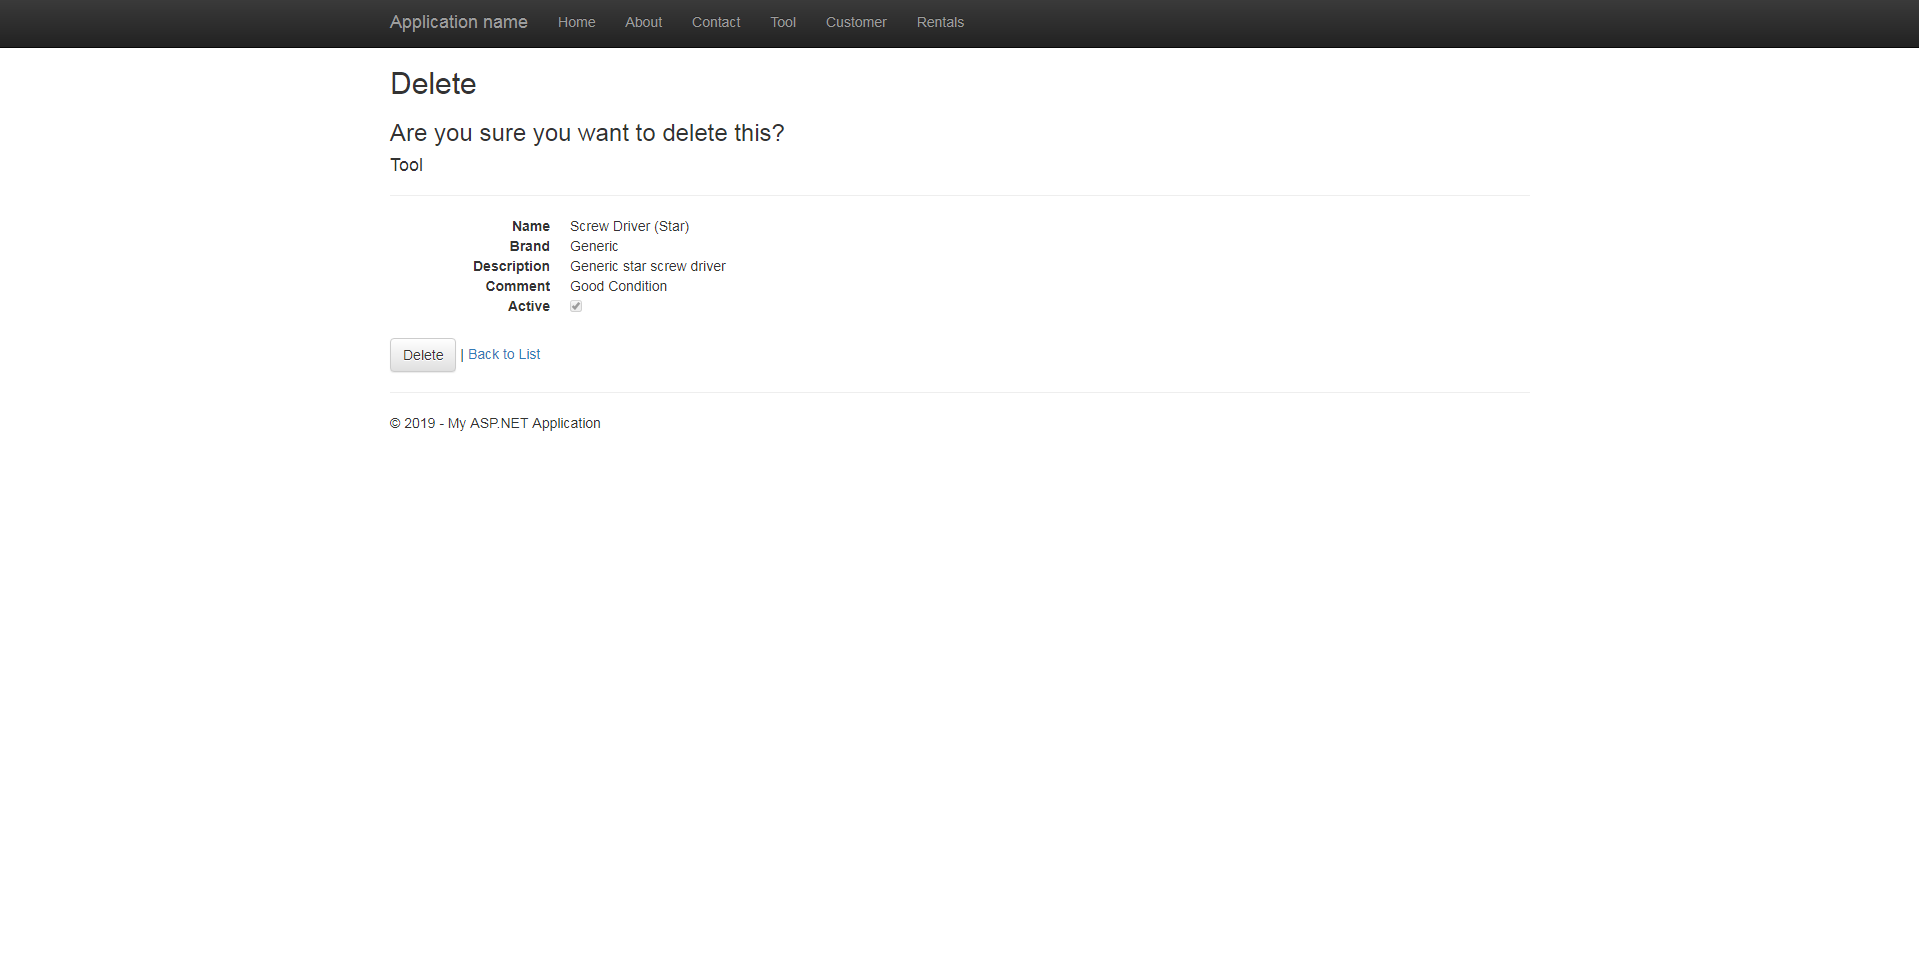 Application name Home About Contact Tool Customer Rentals
Delete
Are you sure you want to delete this?
Tool
Name Screw Driver (Star)
Brand Generic
Description Generic star screw driver
Comment Good Condition
Active
Delete | Back to List
© 2019 - My ASP.NET Application